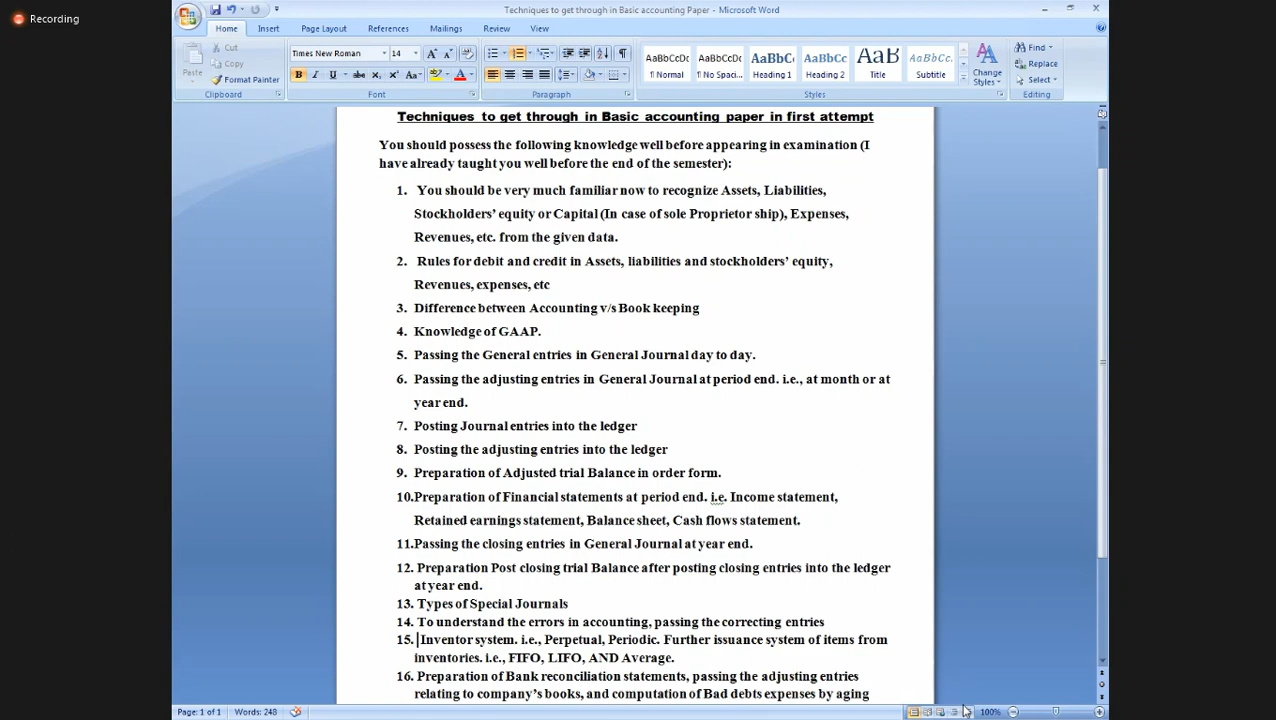 Recording
Techniques to get through in Basic accounting Paper - Microsoft Word
Home Insert Page Layout References Mailings Review View
Cut
Copy
Format Painter
Paste
Clipboard
Times New Roman 14
Font
Paragraph
AaBbCcDc AaBbCcDc AaBbCc AaBbCc AaB AaBbCc.
¶ Normal ¶ No Spaci... Heading 1 Heading 2 Title Subtitle
Change Styles
Styles
Find
Replace
Select
Editing
Techniques to get through in Basic accounting paper in first attempt
You should possess the following knowledge well before appearing in examination (I
have already taught you well before the end of the semester):
1. You should be very much familiar now to recognize Assets, Liabilities,
Stockholders’ equity or Capital (In case of sole Proprietor ship), Expenses,
Revenues, etc. from the given data.
2. Rules for debit and credit in Assets, liabilities and stockholders’ equity,
Revenues, expenses, etc
3. Difference between Accounting v/s Book keeping
4. Knowledge of GAAP.
5. Passing the General entries in General Journal day to day.
6. Passing the adjusting entries in General Journal at period end. i.e., at month or at
year end.
7. Posting Journal entries into the ledger
8. Posting the adjusting entries into the ledger
9. Preparation of Adjusted trial Balance in order form.
10.Preparation of Financial statements at period end. i.e. Income statement,
Retained earnings statement, Balance sheet, Cash flows statement.
11.Passing the closing entries in General Journal at year end.
12. Preparation Post closing trial Balance after posting closing entries into the ledger
at year end.
13. Types of Special Journals
14. To understand the errors in accounting, passing the correcting entries
15. Inventor system. i.e., Perpetual, Periodic. Further issuance system of items from
inventories. i.e., FIFO, LIFO, AND Average.
16. Preparation of Bank reconciliation statements, passing the adjusting entries
relating to company’s books, and computation of Bad debts expenses by aging
Page: 1 of 1 Words: 248 100%